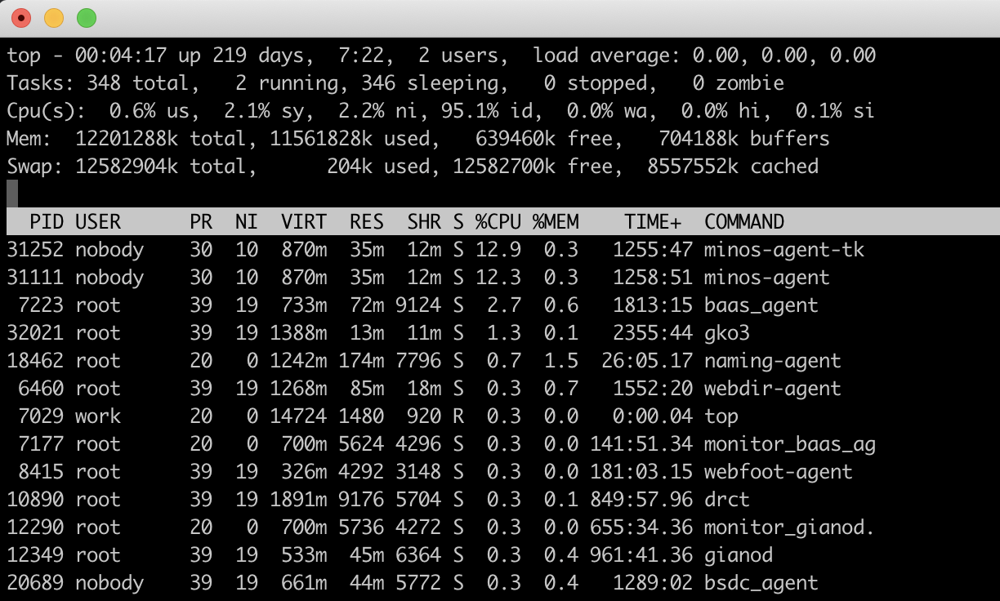 top - 00:04:17 up 219 days,  7:22,  2 users,  load average: 0.00, 0.00, 0.00
Tasks: 348 total,   2 running, 346 sleeping,   0 stopped,   0 zombie
Cpu(s):  0.6% us,  2.1% sy,  2.2% ni, 95.1% id,  0.0% wa,  0.0% hi,  0.1% si
Mem:  12201288k total, 11561828k used,   639460k free,   704188k buffers
Swap: 12582904k total,      204k used, 12582700k free,  8557552k cached
  PID USER      PR  NI  VIRT  RES  SHR S %CPU %MEM    TIME+  COMMAND
31252 nobody    30  10  870m  35m  12m S 12.9  0.3   1255:47 minos-agent-tk
31111 nobody    30  10  870m  35m  12m S 12.3  0.3   1258:51 minos-agent
 7223 root      39  19  733m  72m 9124 S  2.7  0.6   1813:15 baas_agent
32021 root      39  19 1388m  13m  11m S  1.3  0.1   2355:44 gko3
18462 root      20   0 1242m 174m 7796 S  0.7  1.5  26:05.17 naming-agent
 6460 root      39  19 1268m  85m  18m S  0.3  0.7   1552:20 webdir-agent
 7029 work      20   0 14724 1480  920 R  0.3  0.0   0:00.04 top
 7177 root      20   0  700m 5624 4296 S  0.3  0.0 141:51.34 monitor_baas_ag
 8415 root      39  19  326m 4292 3148 S  0.3  0.0 181:03.15 webfoot-agent
10890 root      39  19 1891m 9176 5704 S  0.3  0.1 849:57.96 drct
12290 root      20   0  700m 5736 4272 S  0.3  0.0 655:34.36 monitor_gianod.
12349 root      39  19  533m  45m 6364 S  0.3  0.4 961:41.36 gianod
20689 nobody    39  19  661m  44m 5772 S  0.3  0.4   1289:02 bsdc_agent